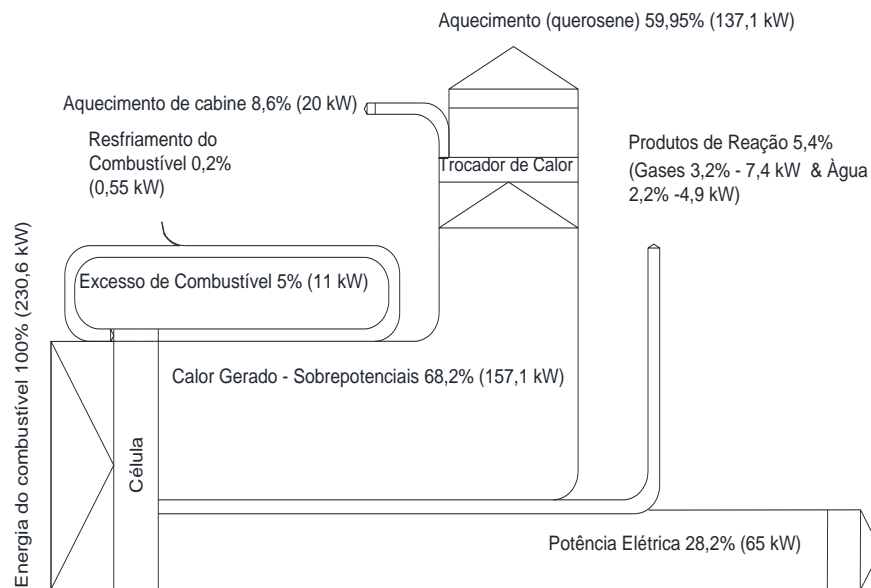 Aquecimento (querosene) 59,95% (137,1 kW)
Aquecimento de cabine 8,6% (20 kW)
Resfriamento do
Combustível 0,2%
(0,55 kW)
Produtos de Reação 5,4%
(Gases 3,2% - 7,4 kW & Àgua
2,2% -4,9 kW)
Trocador de Calor
Excesso de Combustível 5% (11 kW)
Calor Gerado - Sobrepotenciais 68,2% (157,1 kW)
Energia do combustível 100% (230,6 kW)
Célula
Potência Elétrica 28,2% (65 kW)